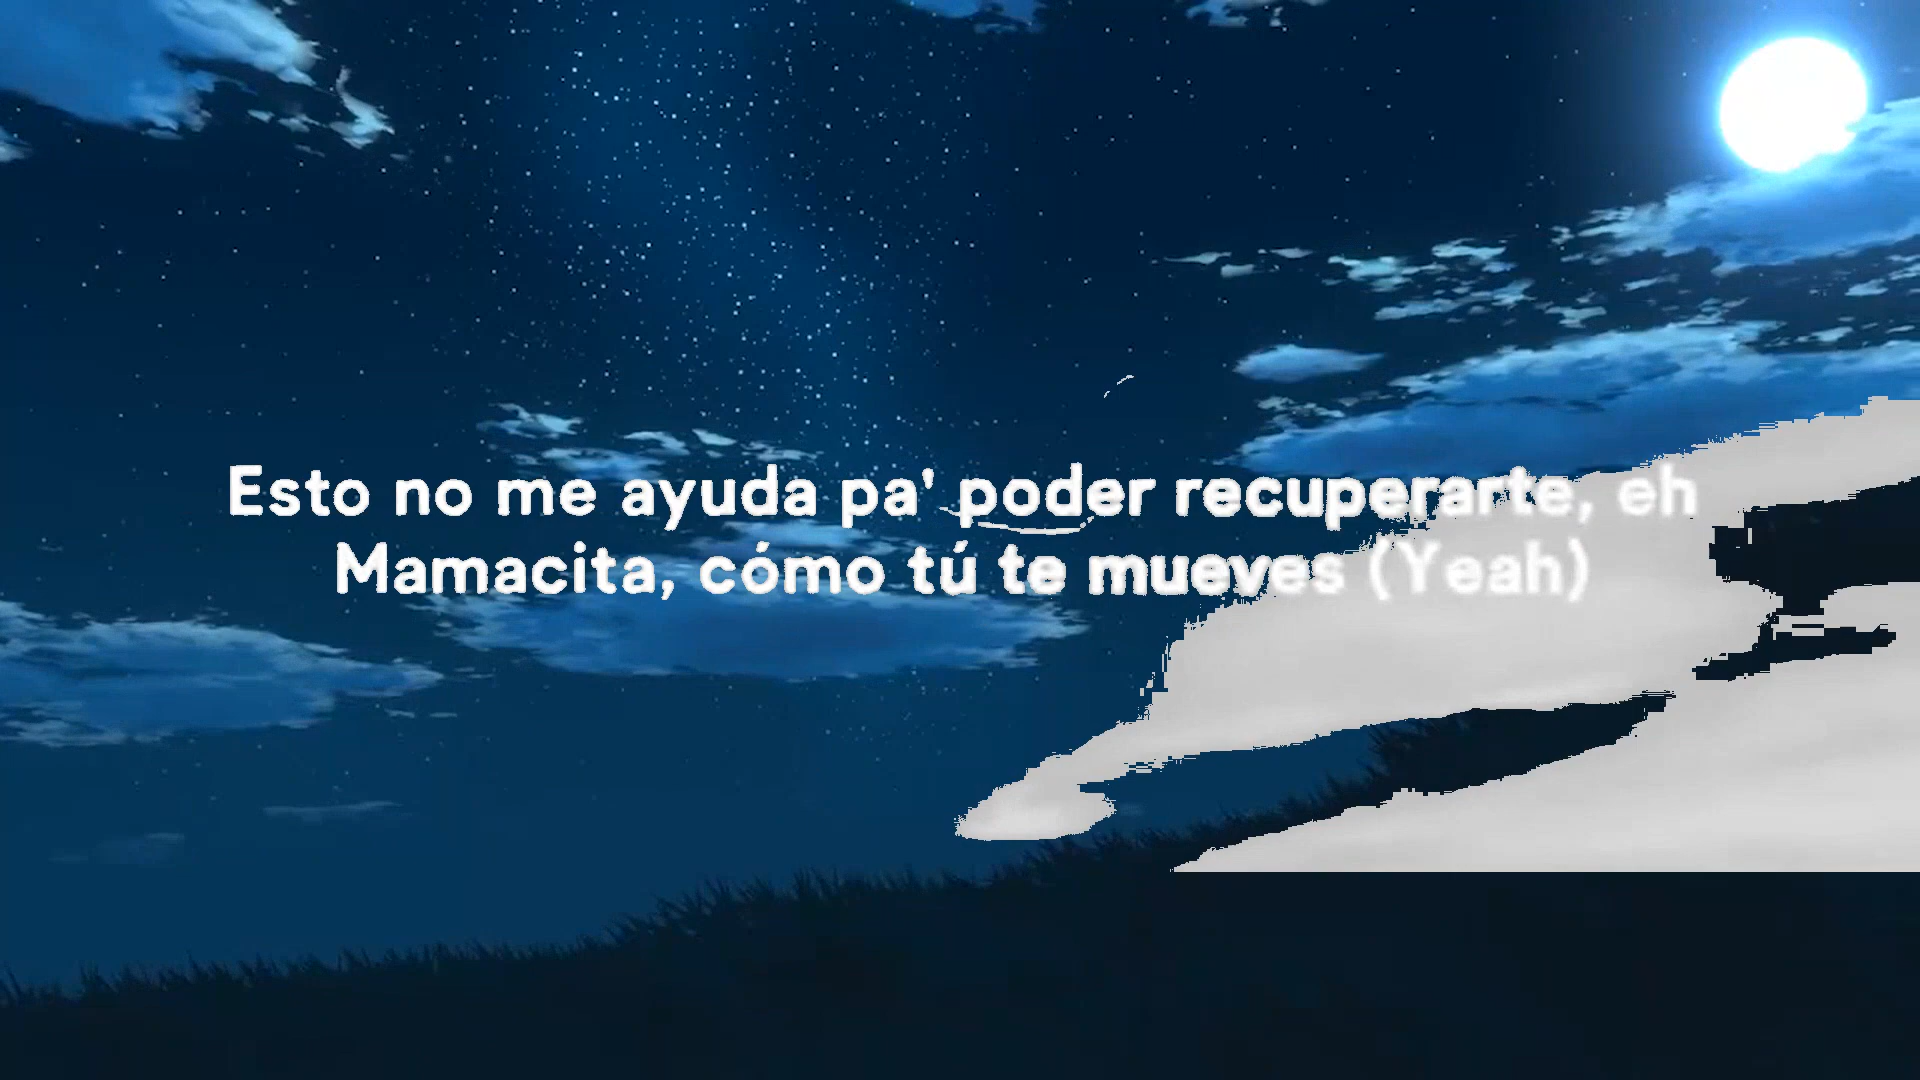 Esto no me ayuda pa' poder recuperarte, eh
Mamacita, cómo tú te mueves (Yeah)